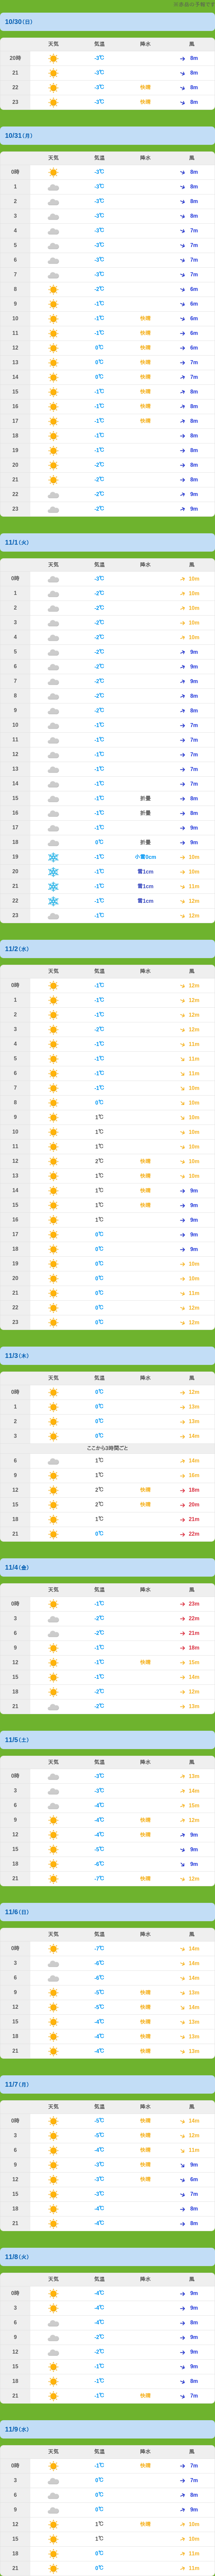 10/30(日)
天気 気温 降水 風
20時 -3℃ 8m
21 -3℃ 8m
22 -3℃ 快晴 8m
23 -3℃ 快晴 8m
10/31(月)
天気 気温 降水 風
0時 -3℃ 8m
1 -3℃ 8m
2 -3℃ 8m
3 -3℃ 8m
4 -3℃ 7m
5 -3℃ 7m
6 -3℃ 7m
7 -3℃ 7m
8 -2℃ 6m
9 -1℃ 6m
10 -1℃ 快晴 6m
11 -1℃ 快晴 6m
12 0℃ 快晴 6m
13 0℃ 快晴 7m
14 0℃ 快晴 7m
15 -1℃ 快晴 8m
16 -1℃ 快晴 8m
17 -1℃ 快晴 8m
18 -1℃ 8m
19 -1℃ 8m
20 -2℃ 8m
21 -2℃ 8m
22 -2℃ 9m
23 -2℃ 9m
11/1(火)
天気 気温 降水 風
0時 -3℃ 10m
1 -2℃ 10m
2 -2℃ 10m
3 -2℃ 10m
4 -2℃ 10m
5 -2℃ 9m
6 -2℃ 9m
7 -2℃ 9m
8 -2℃ 8m
9 -2℃ 8m
10 -1℃ 7m
11 -1℃ 7m
12 -1℃ 7m
13 -1℃ 7m
14 -1℃ 7m
15 -1℃ 折曇 8m
16 -1℃ 折曇 8m
17 -1℃ 9m
18 0℃ 折曇 9m
19 -1℃ 小雪0cm 10m
20 -1℃ 雪1cm 10m
21 -1℃ 雪1cm 11m
22 -1℃ 雪1cm 12m
23 -1℃ 12m
11/2(水)
天気 気温 降水 風
0時 -1℃ 12m
1 -1℃ 12m
2 -1℃ 12m
3 -2℃ 12m
4 -1℃ 11m
5 -1℃ 11m
6 -1℃ 11m
7 -1℃ 10m
8 0℃ 10m
9 1℃ 10m
10 1℃ 10m
11 1℃ 10m
12 2℃ 快晴 10m
13 1℃ 快晴 10m
14 1℃ 快晴 9m
15 1℃ 快晴 9m
16 1℃ 9m
17 0℃ 9m
18 0℃ 9m
19 0℃ 10m
20 0℃ 10m
21 0℃ 11m
22 0℃ 12m
23 0℃ 12m
11/3(木)
天気 気温 降水 風
0時 0℃ 12m
1 0℃ 13m
2 0℃ 13m
3 0℃ 14m
ここから3時間ごと
6 1℃ 14m
9 1℃ 16m
12 2℃ 快晴 18m
15 2℃ 快晴 20m
18 1℃ 21m
21 0℃ 22m
11/4(金)
天気 気温 降水 風
0時 -1℃ 23m
3 -2℃ 22m
6 -2℃ 21m
9 -1℃ 18m
12 -1℃ 快晴 15m
15 -1℃ 14m
18 -2℃ 12m
21 -2℃ 13m
11/5(土)
天気 気温 降水 風
0時 -3℃ 13m
3 -3℃ 14m
6 -4℃ 15m
9 -4℃ 快晴 12m
12 -4℃ 快晴 9m
15 -5℃ 9m
18 -6℃ 9m
21 -7℃ 快晴 12m
11/6(日)
天気 気温 降水 風
0時 -7℃ 14m
3 -6℃ 14m
6 -6℃ 14m
9 -5℃ 快晴 13m
12 -5℃ 快晴 14m
15 -4℃ 快晴 13m
18 -4℃ 快晴 13m
21 -4℃ 快晴 13m
11/7(月)
天気 気温 降水 風
0時 -5℃ 快晴 14m
3 -5℃ 快晴 12m
6 -4℃ 快晴 11m
9 -3℃ 快晴 9m
12 -3℃ 快晴 6m
15 -3℃ 7m
18 -4℃ 8m
21 -4℃ 8m
11/8(火)
天気 気温 降水 風
0時 -4℃ 9m
3 -4℃ 9m
6 -4℃ 8m
9 -2℃ 9m
12 -2℃ 9m
15 -1℃ 9m
18 -1℃ 8m
21 -1℃ 快晴 7m
11/9(水)
天気 気温 降水 風
0時 -1℃ 快晴 7m
3 0℃ 7m
6 0℃ 8m
9 0℃ 9m
12 1℃ 快晴 10m
15 1℃ 10m
18 0℃ 11m
21 0℃ 11m